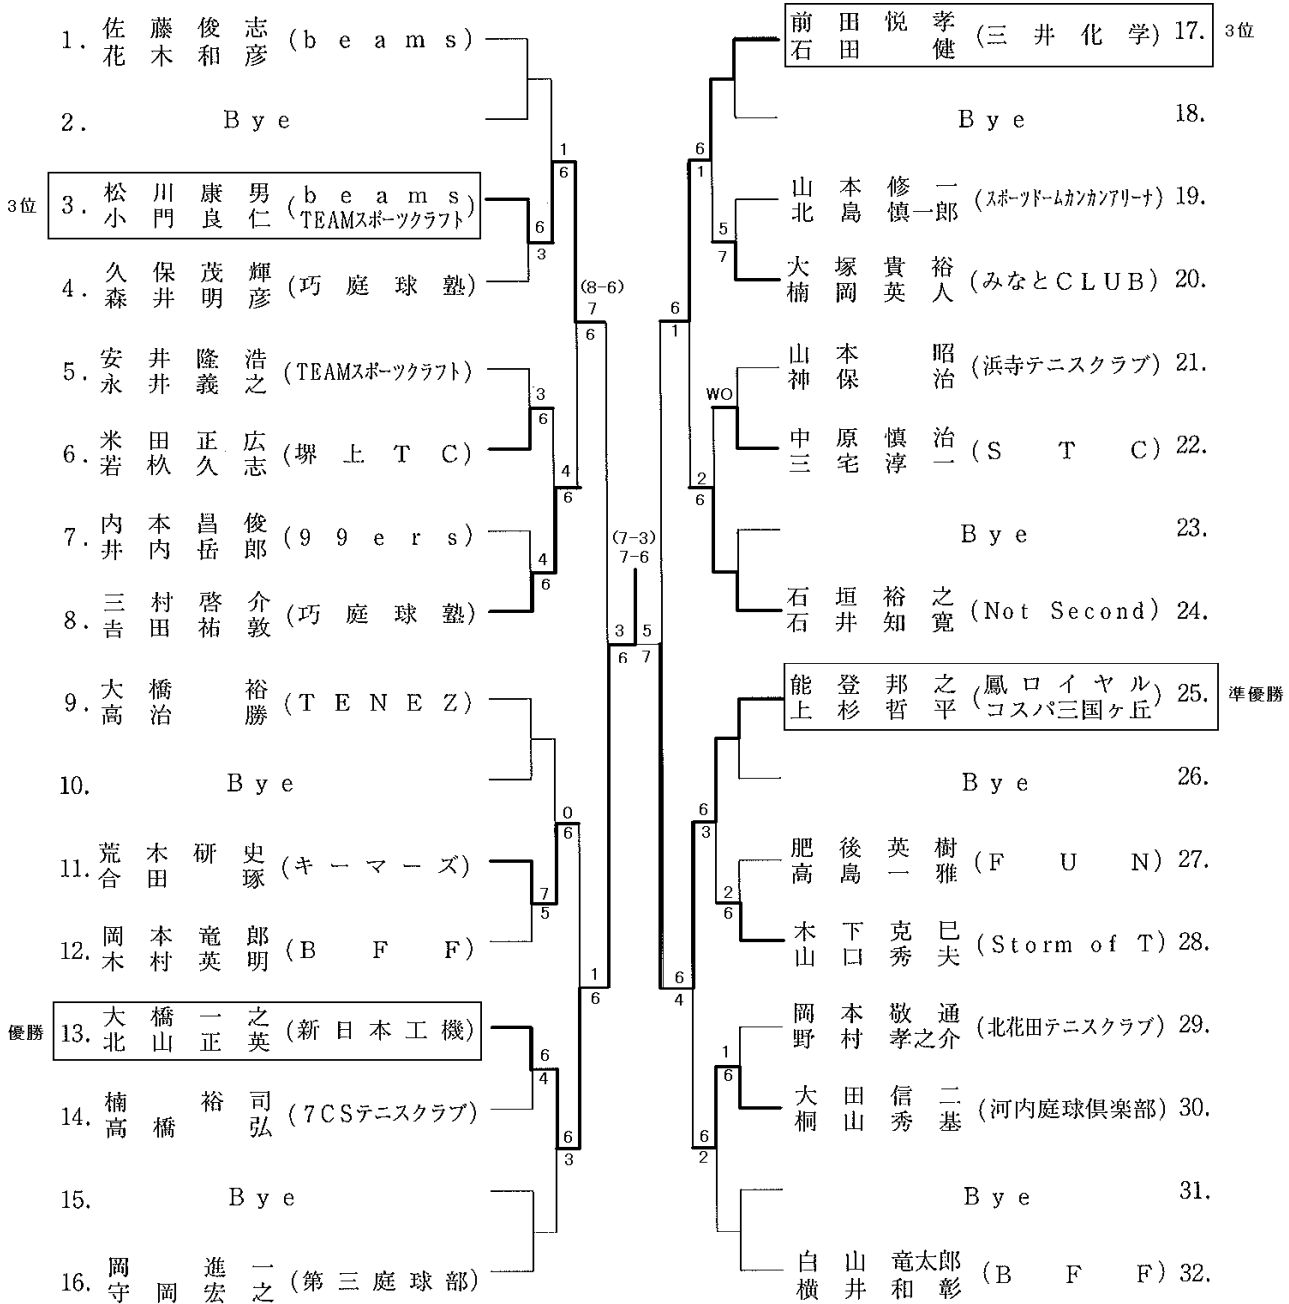 1. 佐藤俊志 (beams)
花木和彦
2. Bye
1
6
3位 3. 松川康男 (beams
小門良仁 TEAMスポーツクラフト)
6
3
4. 久保茂輝 (巧庭球塾)
森井明彦
(8-6)
7
6
5. 安井隆浩 (TEAMスポーツクラフト)
永井義之
3
6
6. 米田正広 (堺上TC)
若杦久志
4
6
7. 内本昌俊 (99ers)
井内岳郎
4
6
8. 三村啓介 (巧庭球塾)
吉田祐敦
(7-3)
7-6
3 5
6 7
9. 大橋裕 (TENEZ)
高治勝
10. Bye
0
6
11. 荒木研史 (キーマーズ)
合田琢
7
5
12. 岡本竜郎 (BFF)
木村英明
1
6
優勝 13. 大橋一之 (新日本工機)
北山正英
6
4
14. 楠裕司 (7CSテニスクラブ)
高橋弘
6
3
15. Bye
16. 岡進一 (第三庭球部)
守岡宏之
前田悦孝 (三井化学) 17. 3位
石田健
Bye 18.
6
1
山本修一 (スポーツドームカンカンアリーナ) 19.
北島慎一郎
5
7
大塚貴裕 (みなとCLUB) 20.
楠岡英人
6
1
山本昭 (浜寺テニスクラブ) 21.
神保治
WO
中原慎治 (STC) 22.
三宅淳一
2
6
Bye 23.
石垣裕之 (Not Second) 24.
石井知寛
能登邦之 (鳳ロイヤル 25. 準優勝
上杉哲平 コスパ三国ヶ丘)
Bye 26.
6
3
肥後英樹 (FUN) 27.
高島一雅
2
6
木下克巳 (Storm of T) 28.
山口秀夫
6
4
岡本敬通 (北花田テニスクラブ) 29.
野村孝之介
1
6
大田信二 (河内庭球倶楽部) 30.
桐山秀基
6
2
Bye 31.
白山竜太郎 (BFF) 32.
横井和彰